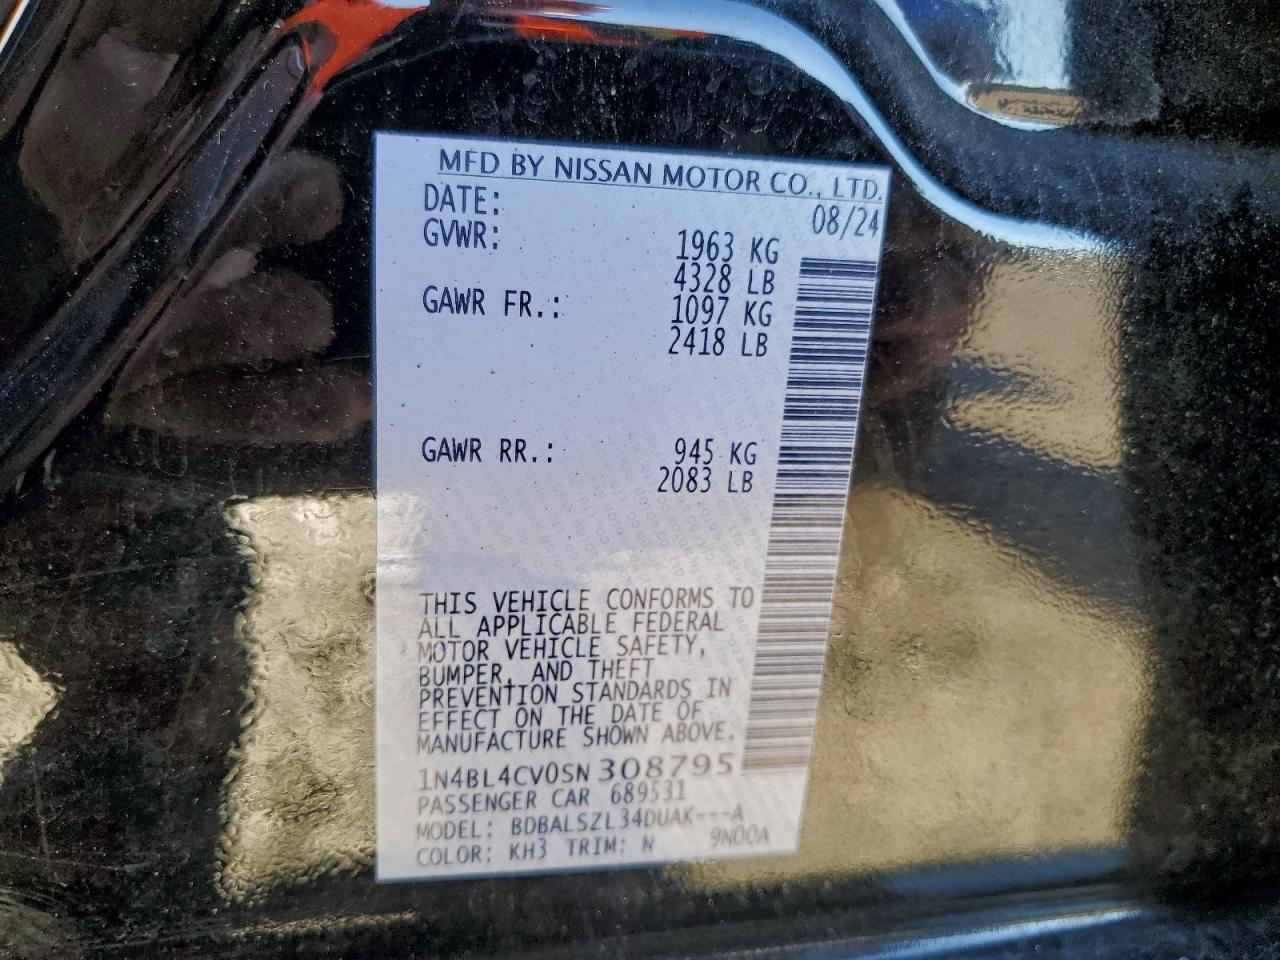 MFD BY NISSAN MOTOR CO., LTD.
DATE: 08/24
GVWR: 1963 KG
4328 LB
GAWR FR.: 1097 KG
2418 LB
GAWR RR.: 945 KG
2083 LB
THIS VEHICLE CONFORMS TO
ALL APPLICABLE FEDERAL
MOTOR VEHICLE SAFETY,
BUMPER, AND THEFT
PREVENTION STANDARDS IN
EFFECT ON THE DATE OF
MANUFACTURE SHOWN ABOVE.
1N4BL4CV0SN308795
PASSENGER CAR 689531
MODEL: BDBALSZL34DUAK---A
COLOR: KH3 TRIM: N 9N00A